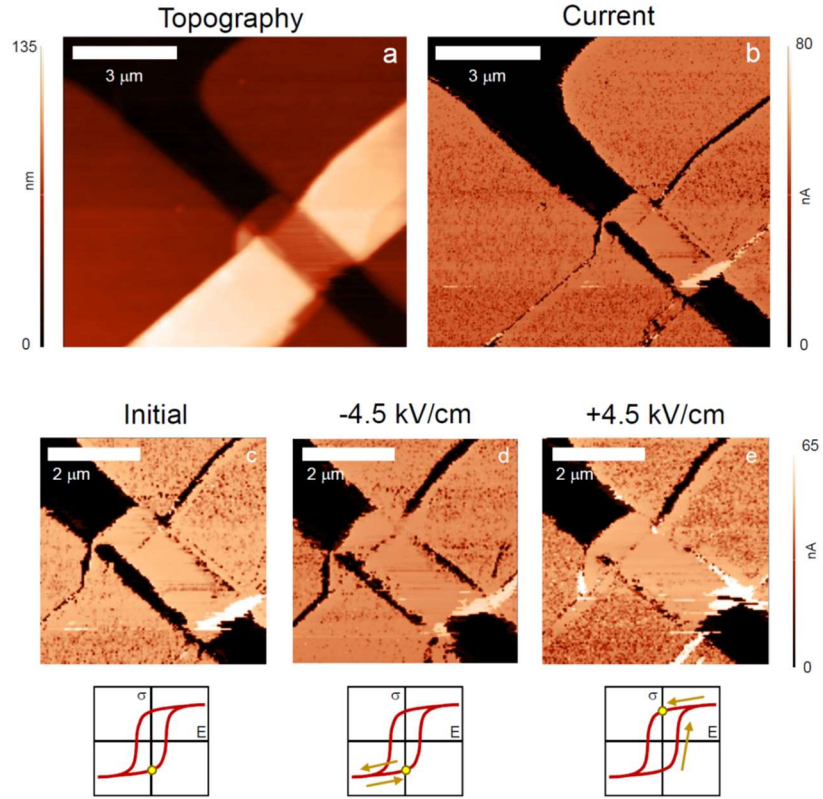 Topography
Current
135
nm
0
3 μm
a
3 μm
b
80
nA
0
Initial
-4.5 kV/cm
+4.5 kV/cm
2 μm
c
2 μm
d
2 μm
e
65
nA
0
σ
E
σ
E
σ
E